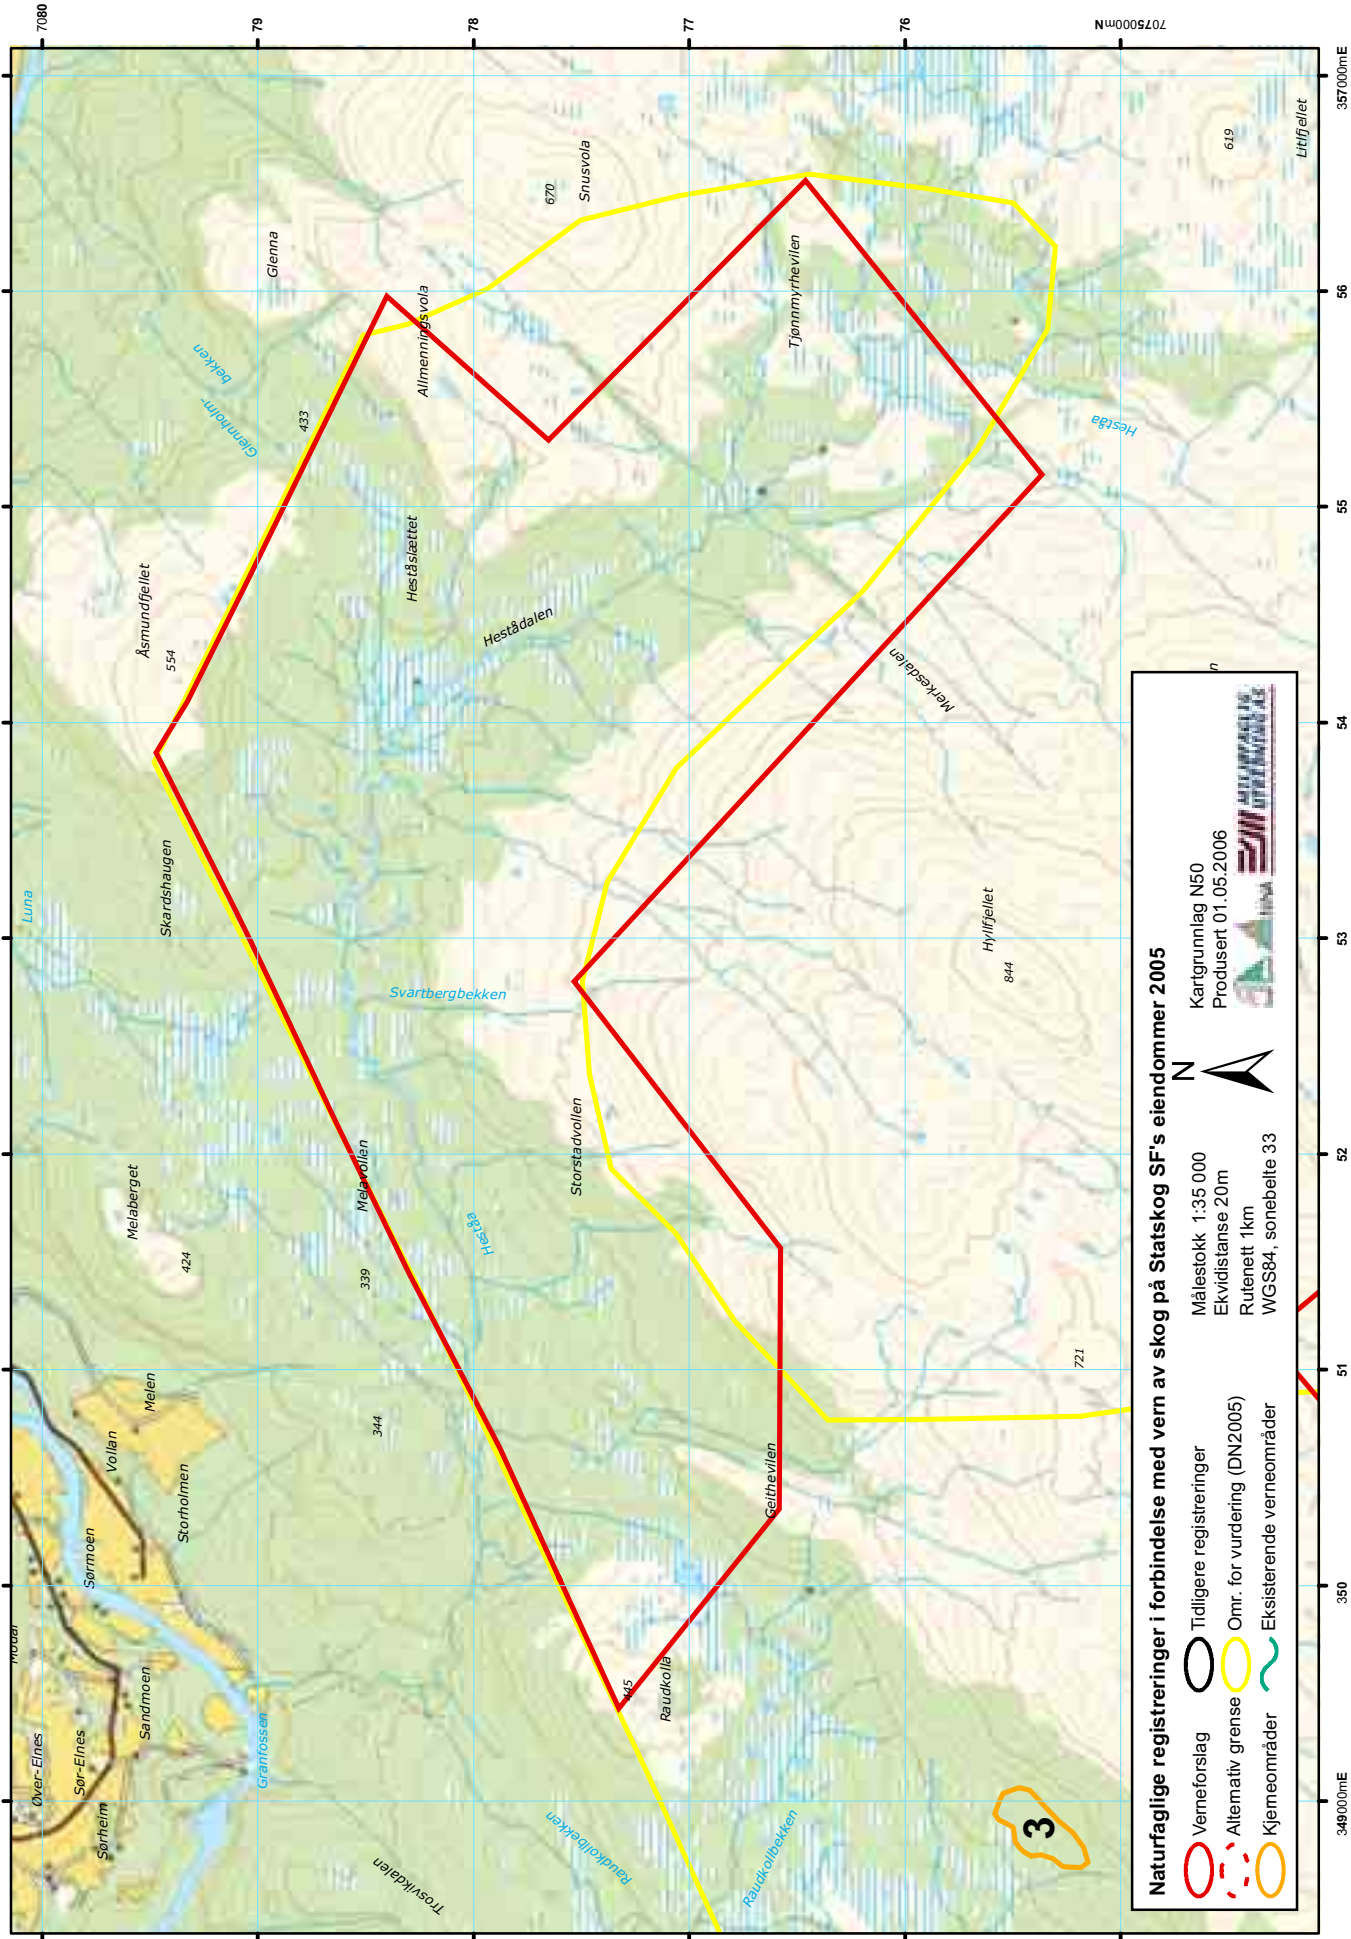 7080
79
78
77
76
7075000mN
357000mE
56
55
54
53
52
51
350
349000mE
Luna
Glenna
670
Snusvola
619
Litlfjellet
Glennholm-
bekken
433
Allmenningsvola
Tjønnmyrhevilen
Heståa
Åsmundfjellet
554
Heståslættet
Hestådalen
Merkesdalen
n
Skardshaugen
Svartbergbekken
Hyllfjellet
844
Melaberget
424
Melavollen
339
Heståa
Storstadvollen
721
Melen
Vollan
Storholmen
344
Sørmoen
Geithevilen
Øver-Elnes
Sør-Elnes
Sandmoen
Sørheim
Granfossen
445
Raudkolla
Trosvikdalen
Raudkollbekken
Raudkollbekken
3
Naturfaglige registreringer i forbindelse med vern av skog på Statskog SF's eiendommer 2005
Verneforslag
Alternativ grense
Kjerneområder
Tidligere registreringer
Omr. for vurdering (DN2005)
Eksisterende verneområder
Målestokk 1:35 000
Ekvidistanse 20m
Rutenett 1km
WGS84, sonebelte 33
N
Kartgrunnlag N50
Produsert 01.05.2006